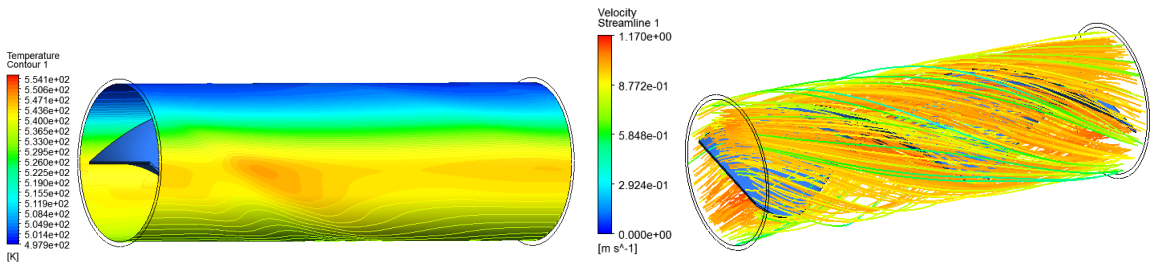 Temperature
Contour 1
5.541e+02
5.506e+02
5.471e+02
5.436e+02
5.400e+02
5.365e+02
5.330e+02
5.295e+02
5.260e+02
5.225e+02
5.190e+02
5.155e+02
5.119e+02
5.084e+02
5.049e+02
5.014e+02
4.979e+02
[K]
Velocity
Streamline 1
1.170e+00
8.772e-01
5.848e-01
2.924e-01
0.000e+00
[m s^-1]